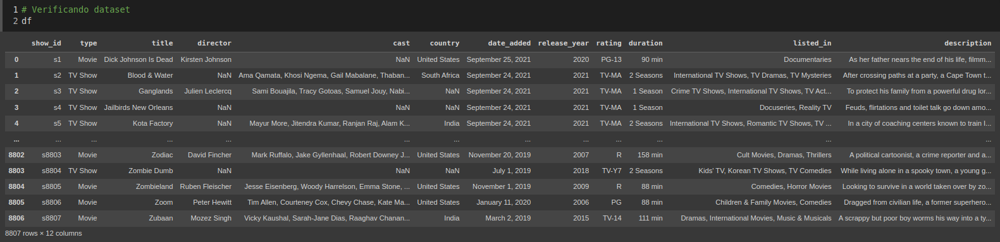 1 # Verificando dataset
2 df
show_id type title director cast country date_added release_year rating duration listed_in description
0 s1 Movie Dick Johnson Is Dead Kirsten Johnson NaN United States September 25, 2021 2020 PG-13 90 min Documentaries As her father nears the end of his life, filmm...
1 s2 TV Show Blood & Water NaN Ama Qamata, Khosi Ngema, Gail Mabalane, Thaban... South Africa September 24, 2021 2021 TV-MA 2 Seasons International TV Shows, TV Dramas, TV Mysteries After crossing paths at a party, a Cape Town t...
2 s3 TV Show Ganglands Julien Leclercq Sami Bouajila, Tracy Gotoas, Samuel Jouy, Nabi... NaN September 24, 2021 2021 TV-MA 1 Season Crime TV Shows, International TV Shows, TV Act... To protect his family from a powerful drug lor...
3 s4 TV Show Jailbirds New Orleans NaN NaN NaN September 24, 2021 2021 TV-MA 1 Season Docuseries, Reality TV Feuds, flirtations and toilet talk go down amo...
4 s5 TV Show Kota Factory NaN Mayur More, Jitendra Kumar, Ranjan Raj, Alam K... India September 24, 2021 2021 TV-MA 2 Seasons International TV Shows, Romantic TV Shows, TV ... In a city of coaching centers known to train I...
... ... ... ... ... ... ... ... ... ... ... ... ...
8802 s8803 Movie Zodiac David Fincher Mark Ruffalo, Jake Gyllenhaal, Robert Downey J... United States November 20, 2019 2007 R 158 min Cult Movies, Dramas, Thrillers A political cartoonist, a crime reporter and a...
8803 s8804 TV Show Zombie Dumb NaN NaN NaN July 1, 2019 2018 TV-Y7 2 Seasons Kids' TV, Korean TV Shows, TV Comedies While living alone in a spooky town, a young g...
8804 s8805 Movie Zombieland Ruben Fleischer Jesse Eisenberg, Woody Harrelson, Emma Stone, ... United States November 1, 2019 2009 R 88 min Comedies, Horror Movies Looking to survive in a world taken over by zo...
8805 s8806 Movie Zoom Peter Hewitt Tim Allen, Courteney Cox, Chevy Chase, Kate Ma... United States January 11, 2020 2006 PG 88 min Children & Family Movies, Comedies Dragged from civilian life, a former superhero...
8806 s8807 Movie Zubaan Mozez Singh Vicky Kaushal, Sarah-Jane Dias, Raaghav Chanan... India March 2, 2019 2015 TV-14 111 min Dramas, International Movies, Music & Musicals A scrappy but poor boy worms his way into a ty...
8807 rows × 12 columns